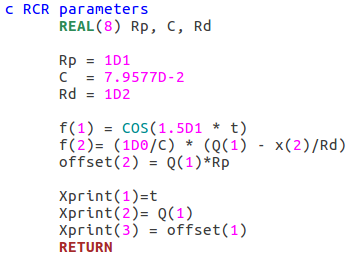 c RCR parameters
REAL(8) Rp, C, Rd
Rp = 1D1
C  = 7.9577D-2
Rd = 1D2
f(1) = COS(1.5D1 * t)
f(2)= (1D0/C) * (Q(1) - x(2)/Rd)
offset(2) = Q(1)*Rp
Xprint(1)=t
Xprint(2)= Q(1)
Xprint(3) = offset(1)
RETURN